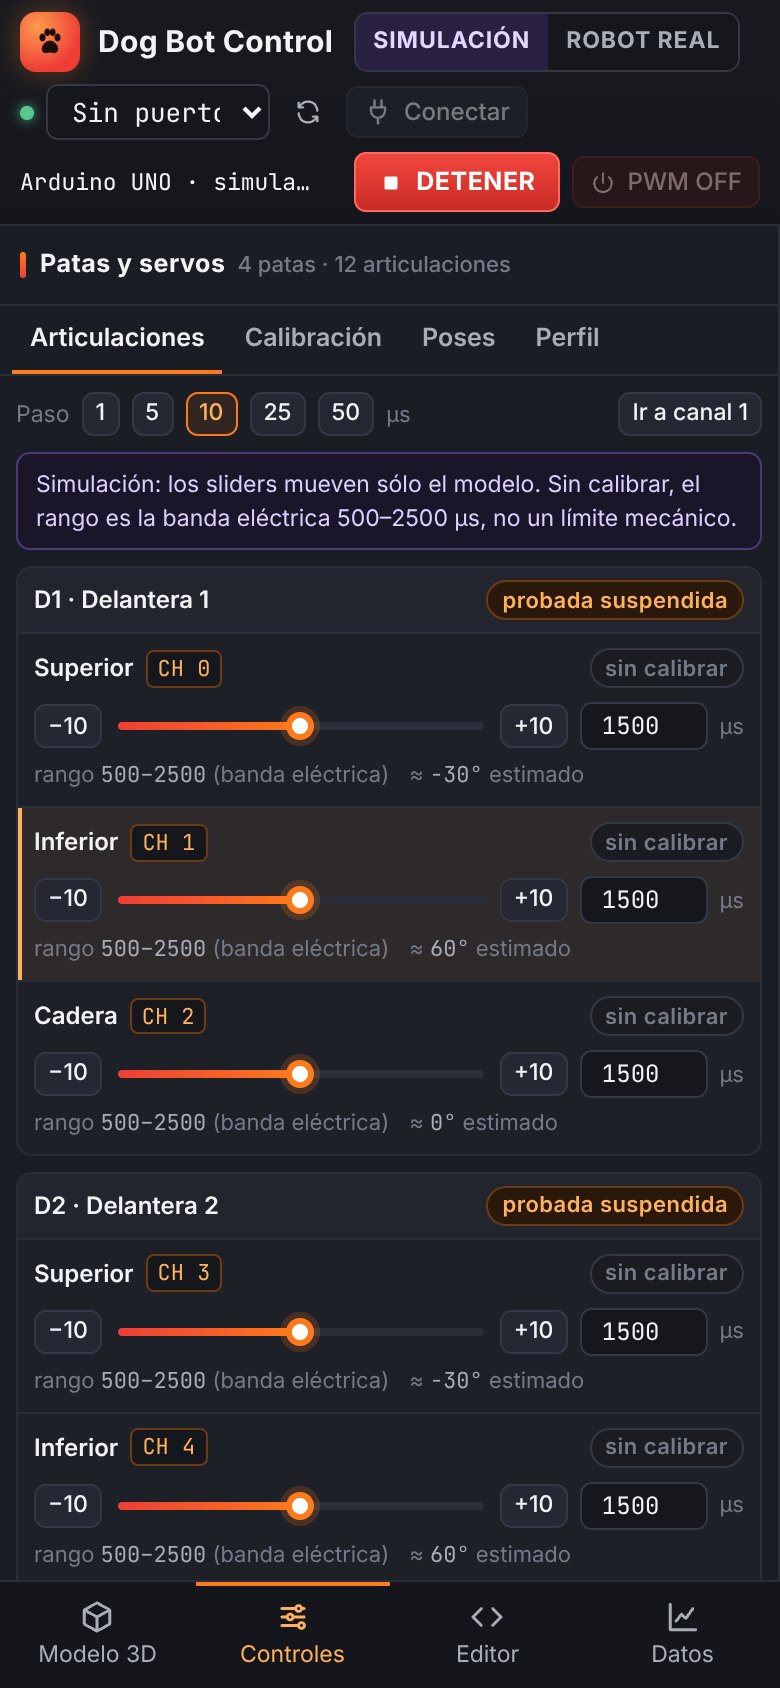 Dog Bot Control SIMULACIÓN ROBOT REAL
Sin puerto Conectar
Arduino UNO · simula… DETENER PWM OFF
Patas y servos 4 patas · 12 articulaciones
Articulaciones Calibración Poses Perfil
Paso 1 5 10 25 50 µs Ir a canal 1
Simulación: los sliders mueven sólo el modelo. Sin calibrar, el
rango es la banda eléctrica 500–2500 µs, no un límite mecánico.
D1 · Delantera 1 probada suspendida
Superior CH 0 sin calibrar
−10 +10 1500 µs
rango 500–2500 (banda eléctrica) ≈ -30° estimado
Inferior CH 1 sin calibrar
−10 +10 1500 µs
rango 500–2500 (banda eléctrica) ≈ 60° estimado
Cadera CH 2 sin calibrar
−10 +10 1500 µs
rango 500–2500 (banda eléctrica) ≈ 0° estimado
D2 · Delantera 2 probada suspendida
Superior CH 3 sin calibrar
−10 +10 1500 µs
rango 500–2500 (banda eléctrica) ≈ -30° estimado
Inferior CH 4 sin calibrar
−10 +10 1500 µs
rango 500–2500 (banda eléctrica) ≈ 60° estimado
Modelo 3D Controles Editor Datos